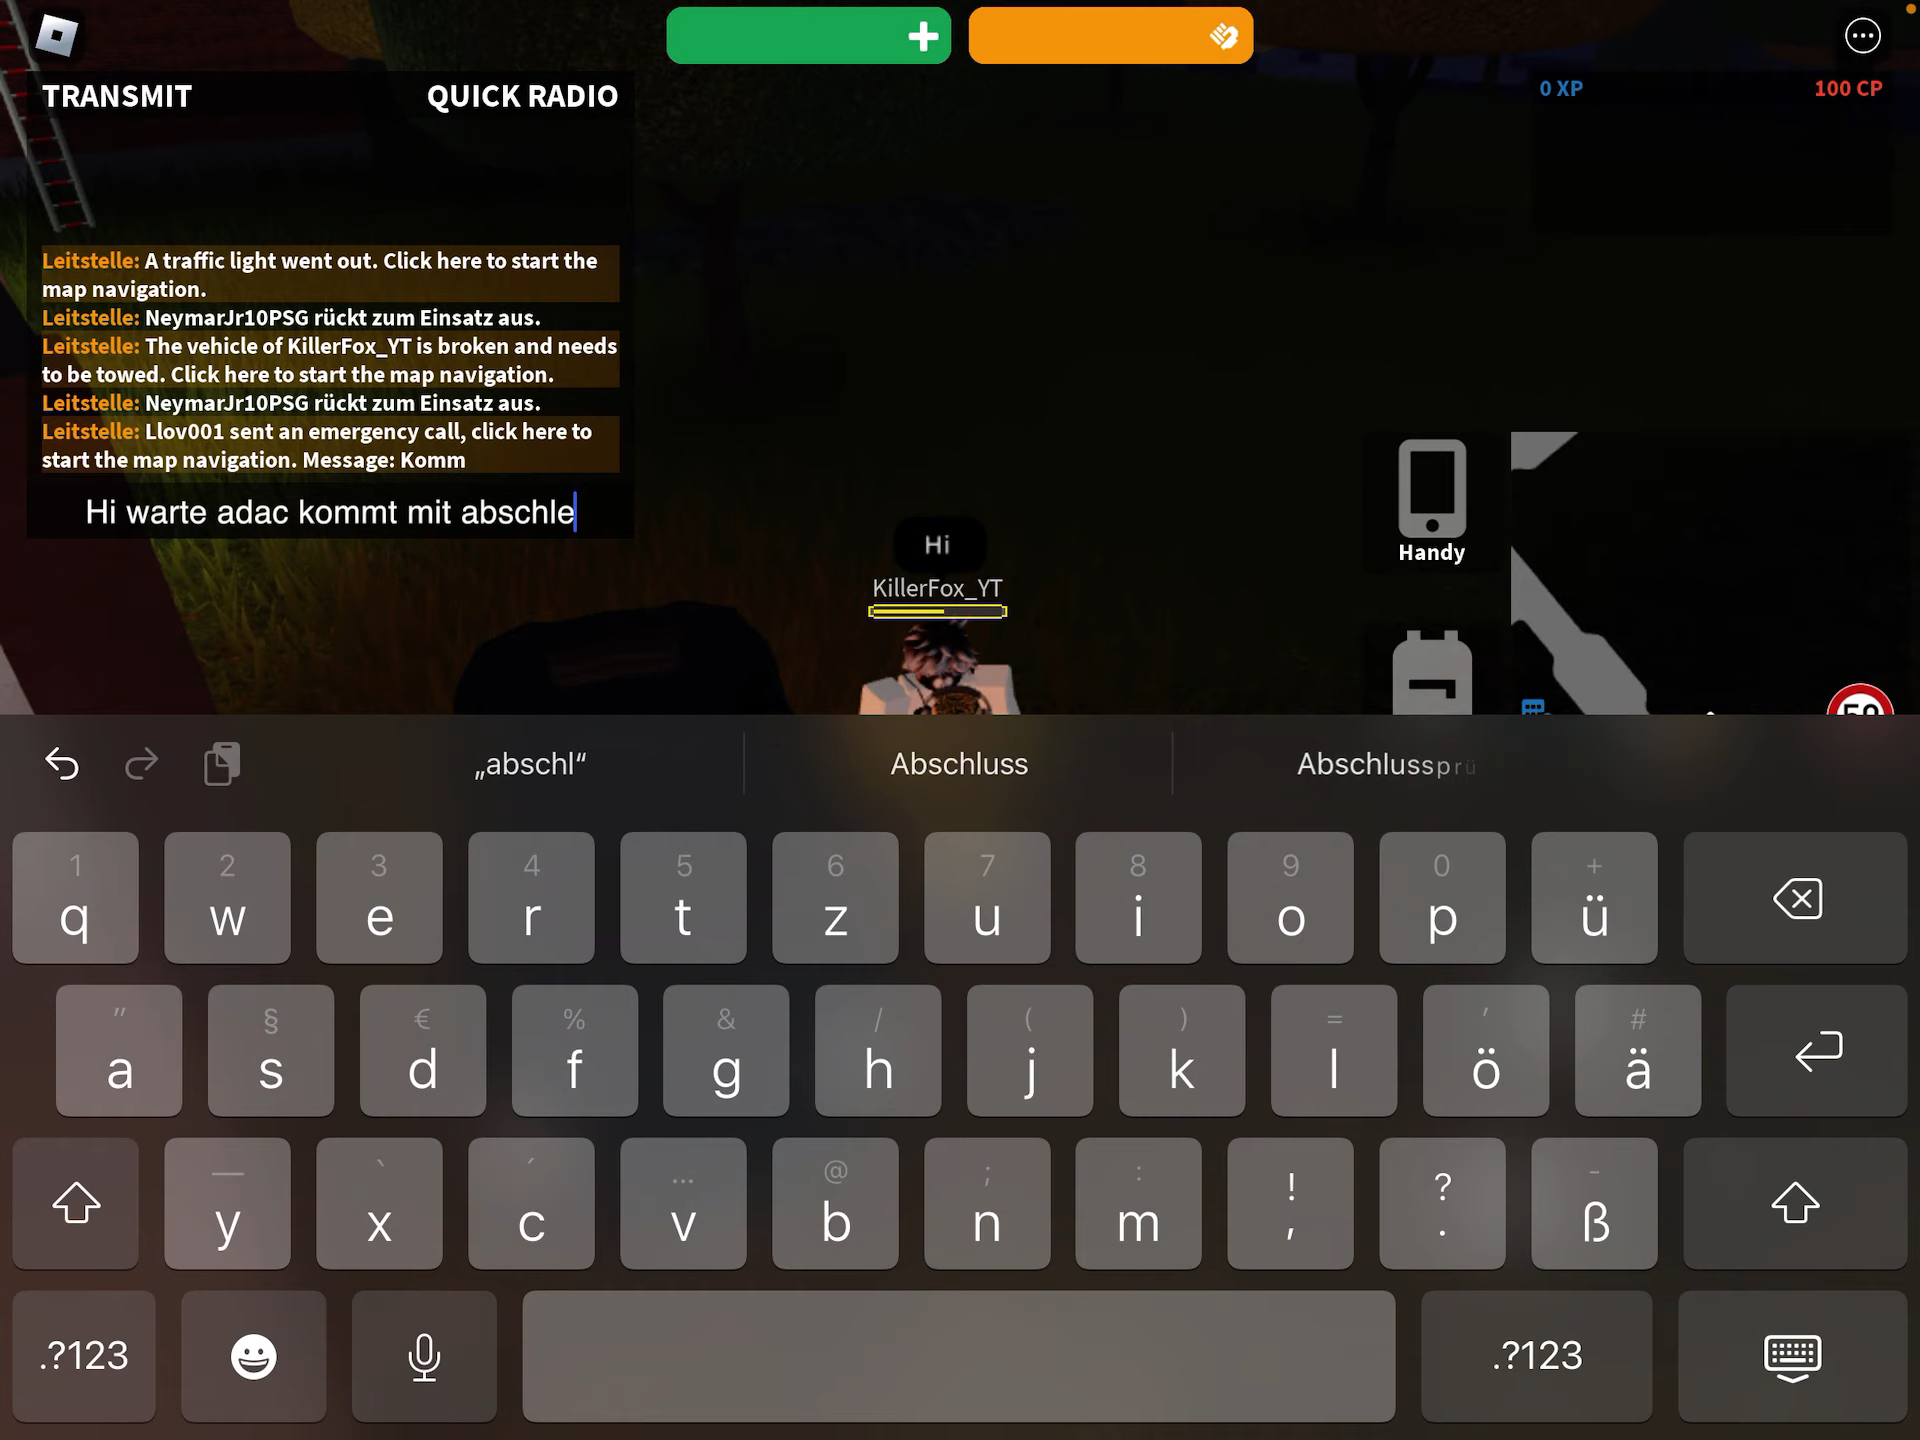 0 XP 100 CP
TRANSMIT QUICK RADIO
Leitstelle: A traffic light went out. Click here to start the
map navigation.
Leitstelle: NeymarJr10PSG rückt zum Einsatz aus.
Leitstelle: The vehicle of KillerFox_YT is broken and needs
to be towed. Click here to start the map navigation.
Leitstelle: NeymarJr10PSG rückt zum Einsatz aus.
Leitstelle: Llov001 sent an emergency call, click here to
start the map navigation. Message: Komm
Hi warte adac kommt mit abschle
Hi
KillerFox_YT
Handy
50
„abschl“ Abschluss Abschlussprü
1 2 3 4 5 6 7 8 9 0 +
q w e r t z u i o p ü
" § € % & / ( ) = ' #
a s d f g h j k l ö ä
— ` ´ ... @ ; : ! ? -
y x c v b n m , . ß
.?123 .?123